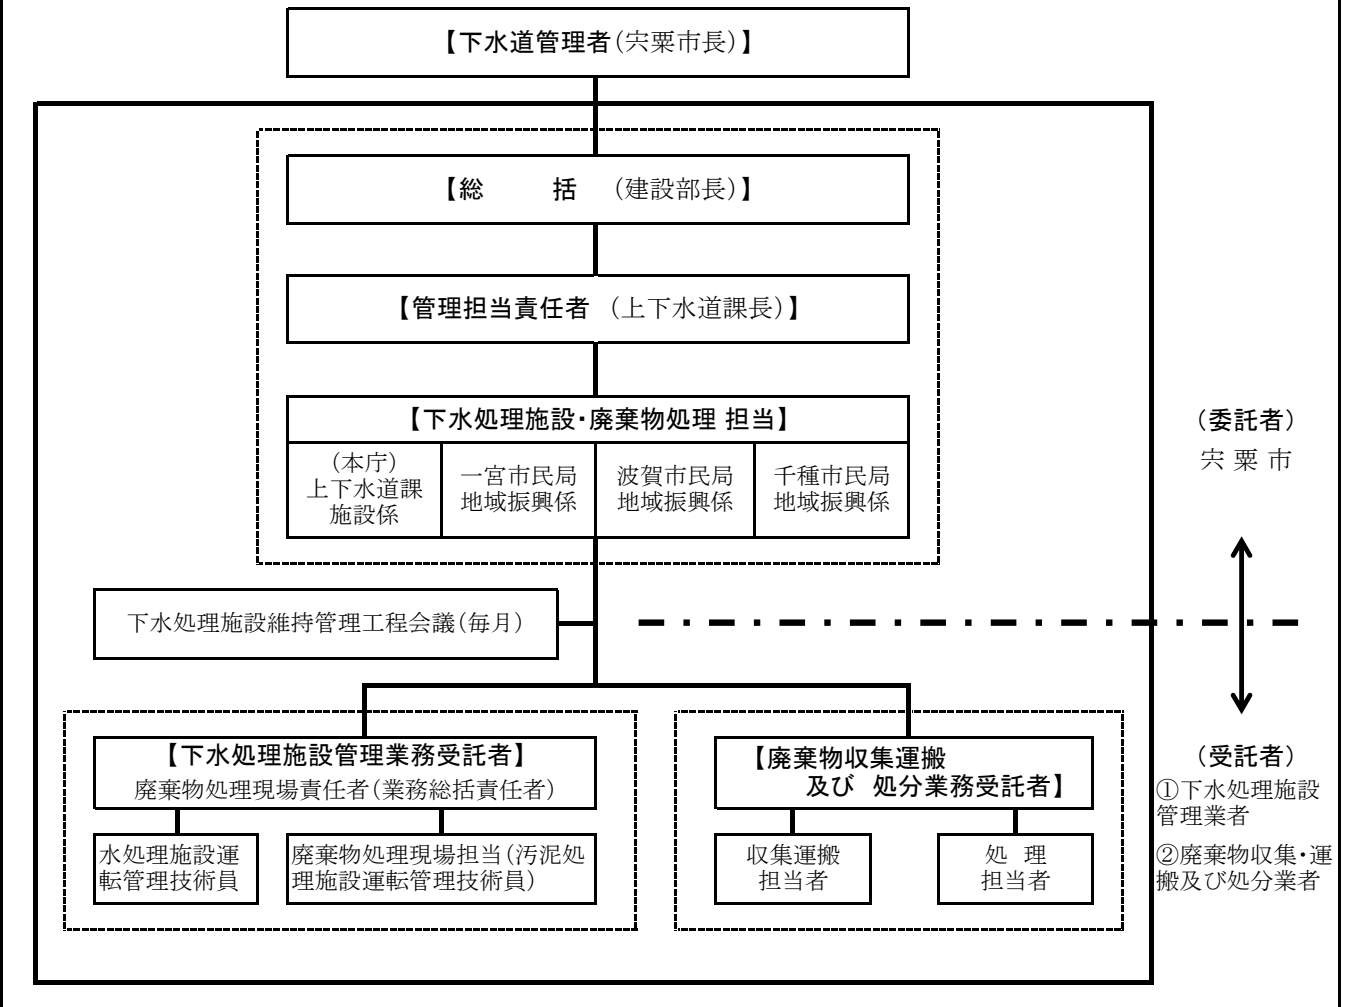 【下水道管理者(宍粟市長)】
【総　　括　(建設部長)】
【管理担当責任者 (上下水道課長)】
【下水処理施設・廃棄物処理 担当】
(本庁)
上下水道課
施設係
一宮市民局
地域振興係
波賀市民局
地域振興係
千種市民局
地域振興係
(委託者)
宍 粟 市
下水処理施設維持管理工程会議(毎月)
【下水処理施設管理業務受託者】
廃棄物処理現場責任者(業務総括責任者)
水処理施設運
転管理技術員
廃棄物処理現場担当(汚泥処
理施設運転管理技術員)
【廃棄物収集運搬
及び　処分業務受託者】
収集運搬
担当者
処　理
担当者
(受託者)
①下水処理施設
管理業者
②廃棄物収集・運
搬及び処分業者